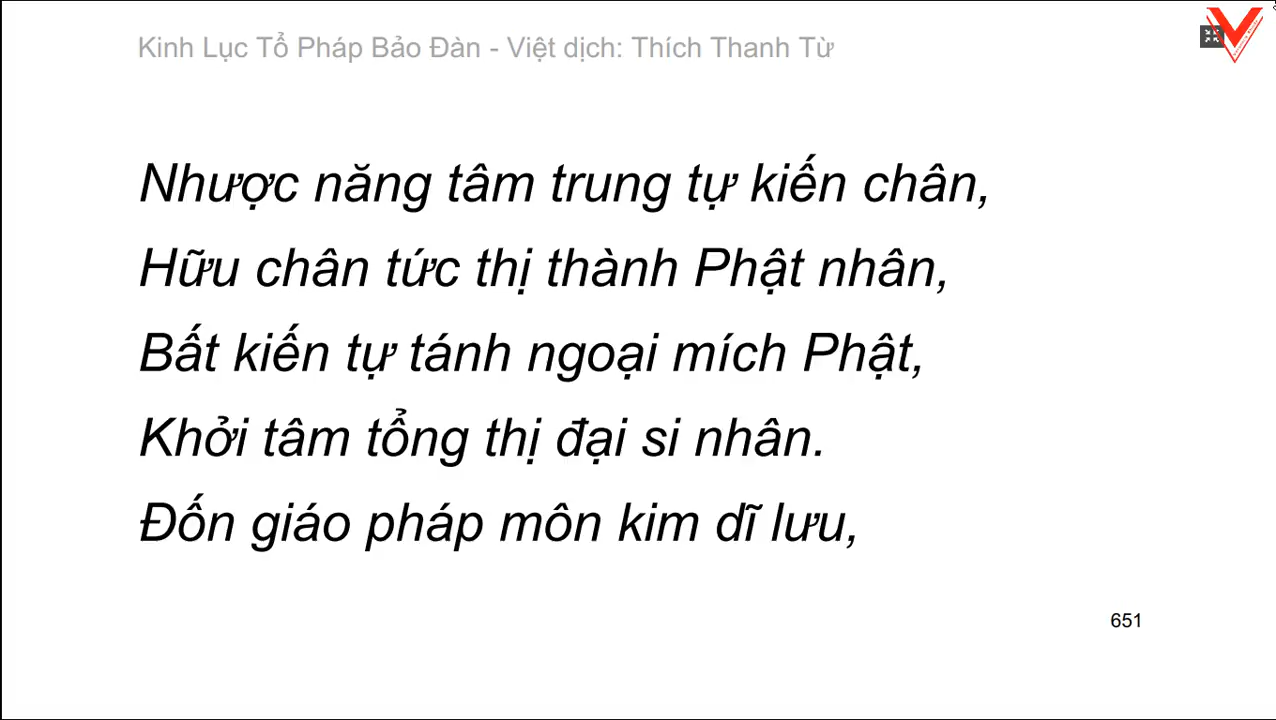 Kinh Lục Tổ Pháp Bảo Đàn - Việt dịch: Thích Thanh Từ
Nhược năng tâm trung tự kiến chân,
Hữu chân tức thị thành Phật nhân,
Bất kiến tự tánh ngoại mích Phật,
Khởi tâm tổng thị đại si nhân.
Đốn giáo pháp môn kim dĩ lưu,
651